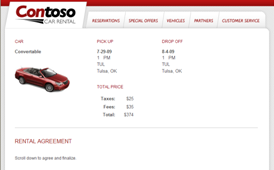 Contoso
CAR RENTAL
RESERVATIONS
SPECIAL OFFERS
VEHICLES
PARTNERS
CUSTOMER SERVICE
CAR
Convertable
PICK UP
7-29-09
1: PM
TUL
Tulsa, OK
DROP OFF
8-4-09
1: PM
TUL
Tulsa, OK
TOTAL PRICE
Taxes: $25
Fees: $35
Total: $374
RENTAL AGREEMENT
Scroll down to agree and finalize.